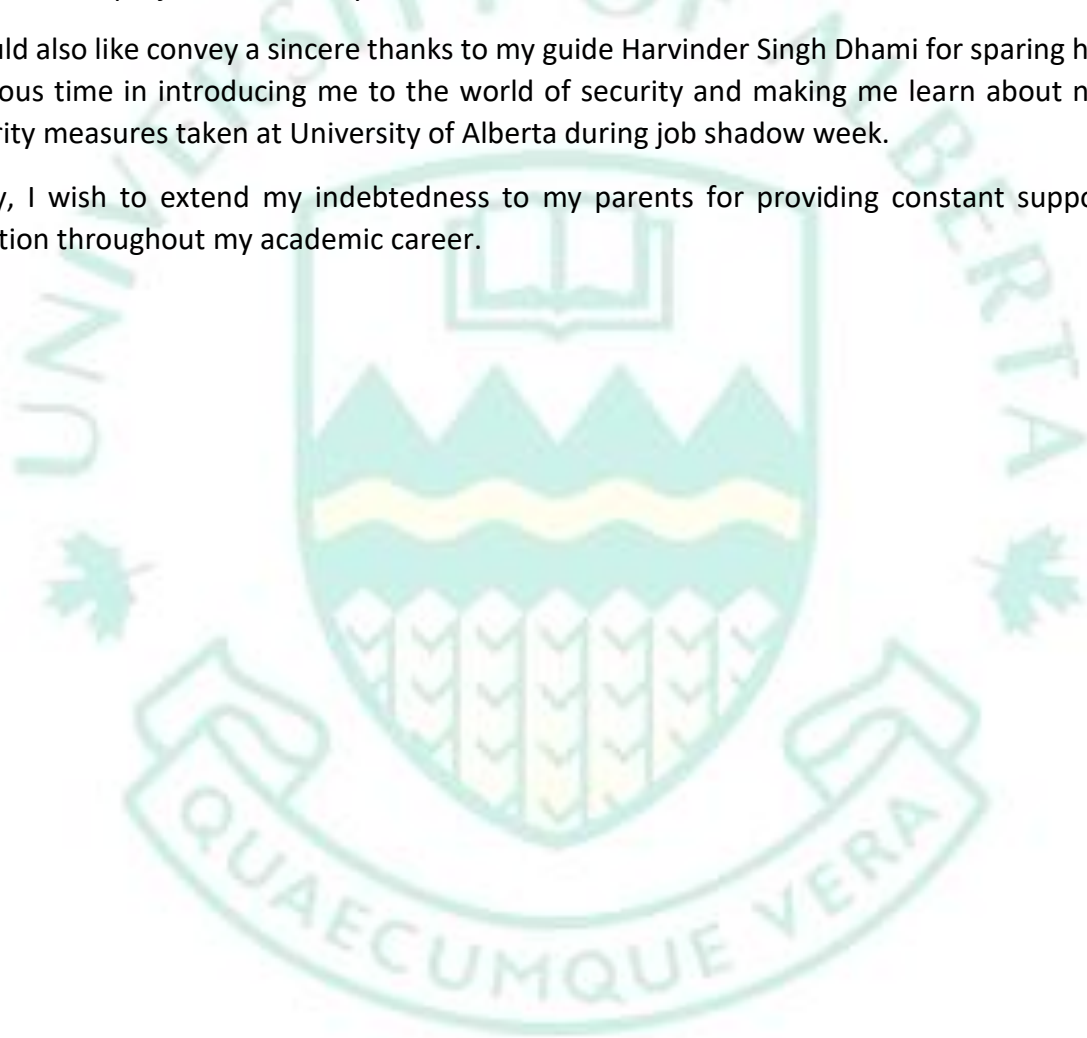 uld also like convey a sincere thanks to my guide Harvinder Singh Dhami for sparing h
ous time in introducing me to the world of security and making me learn about n
rity measures taken at University of Alberta during job shadow week.
y, I wish to extend my indebtedness to my parents for providing constant suppo
tion throughout my academic career.
UNIVERSITY OF ALBERTA
QUAECUMQUE VERA